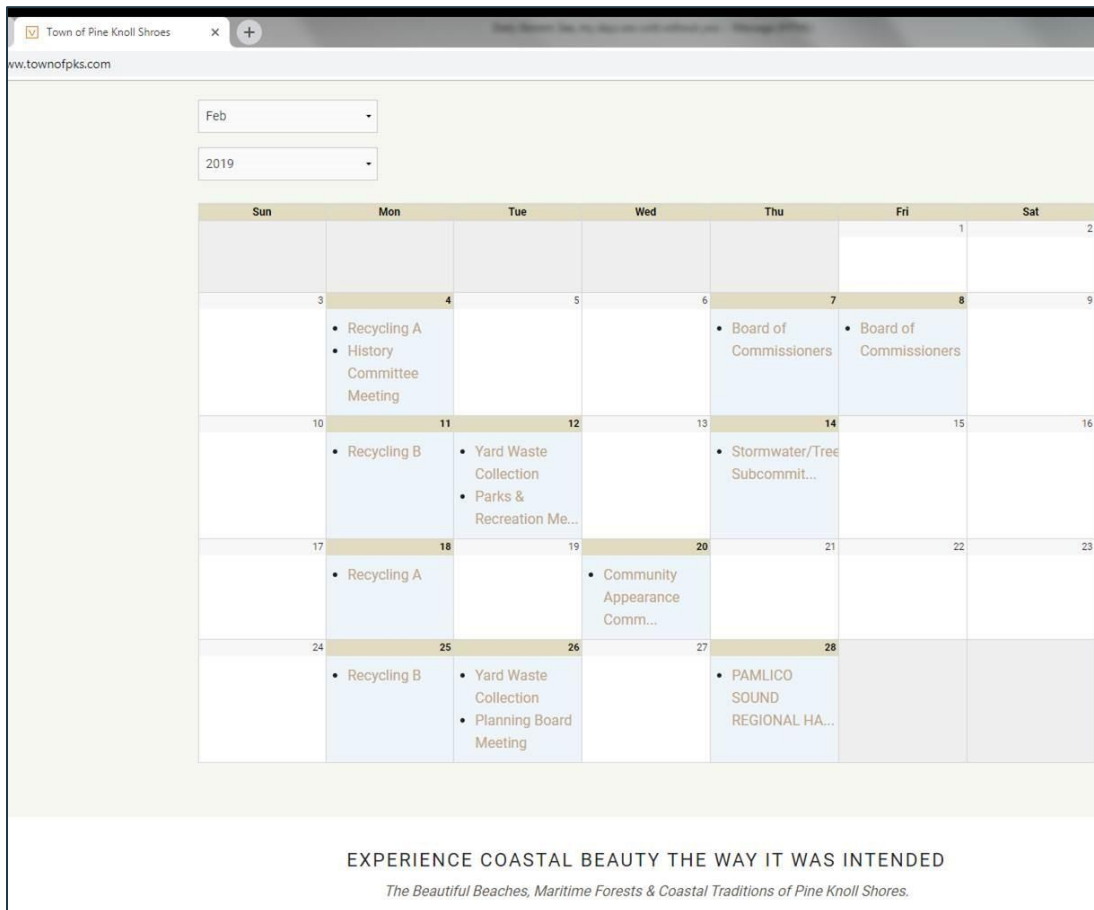 Town of Pine Knoll Shroes
ww.townofpks.com
Feb
2019
Sun Mon Tue Wed Thu Fri Sat
1 2
3 4 5 6 7 8 9
Recycling A
History
Committee
Meeting
Board of
Commissioners
Board of
Commissioners
10 11 12 13 14 15 16
Recycling B
Yard Waste
Collection
Parks &
Recreation Me...
Stormwater/Tree
Subcommit...
17 18 19 20 21 22 23
Recycling A
Community
Appearance
Comm...
24 25 26 27 28
Recycling B
Yard Waste
Collection
Planning Board
Meeting
PAMLICO
SOUND
REGIONAL HA...
EXPERIENCE COASTAL BEAUTY THE WAY IT WAS INTENDED
The Beautiful Beaches, Maritime Forests & Coastal Traditions of Pine Knoll Shores.